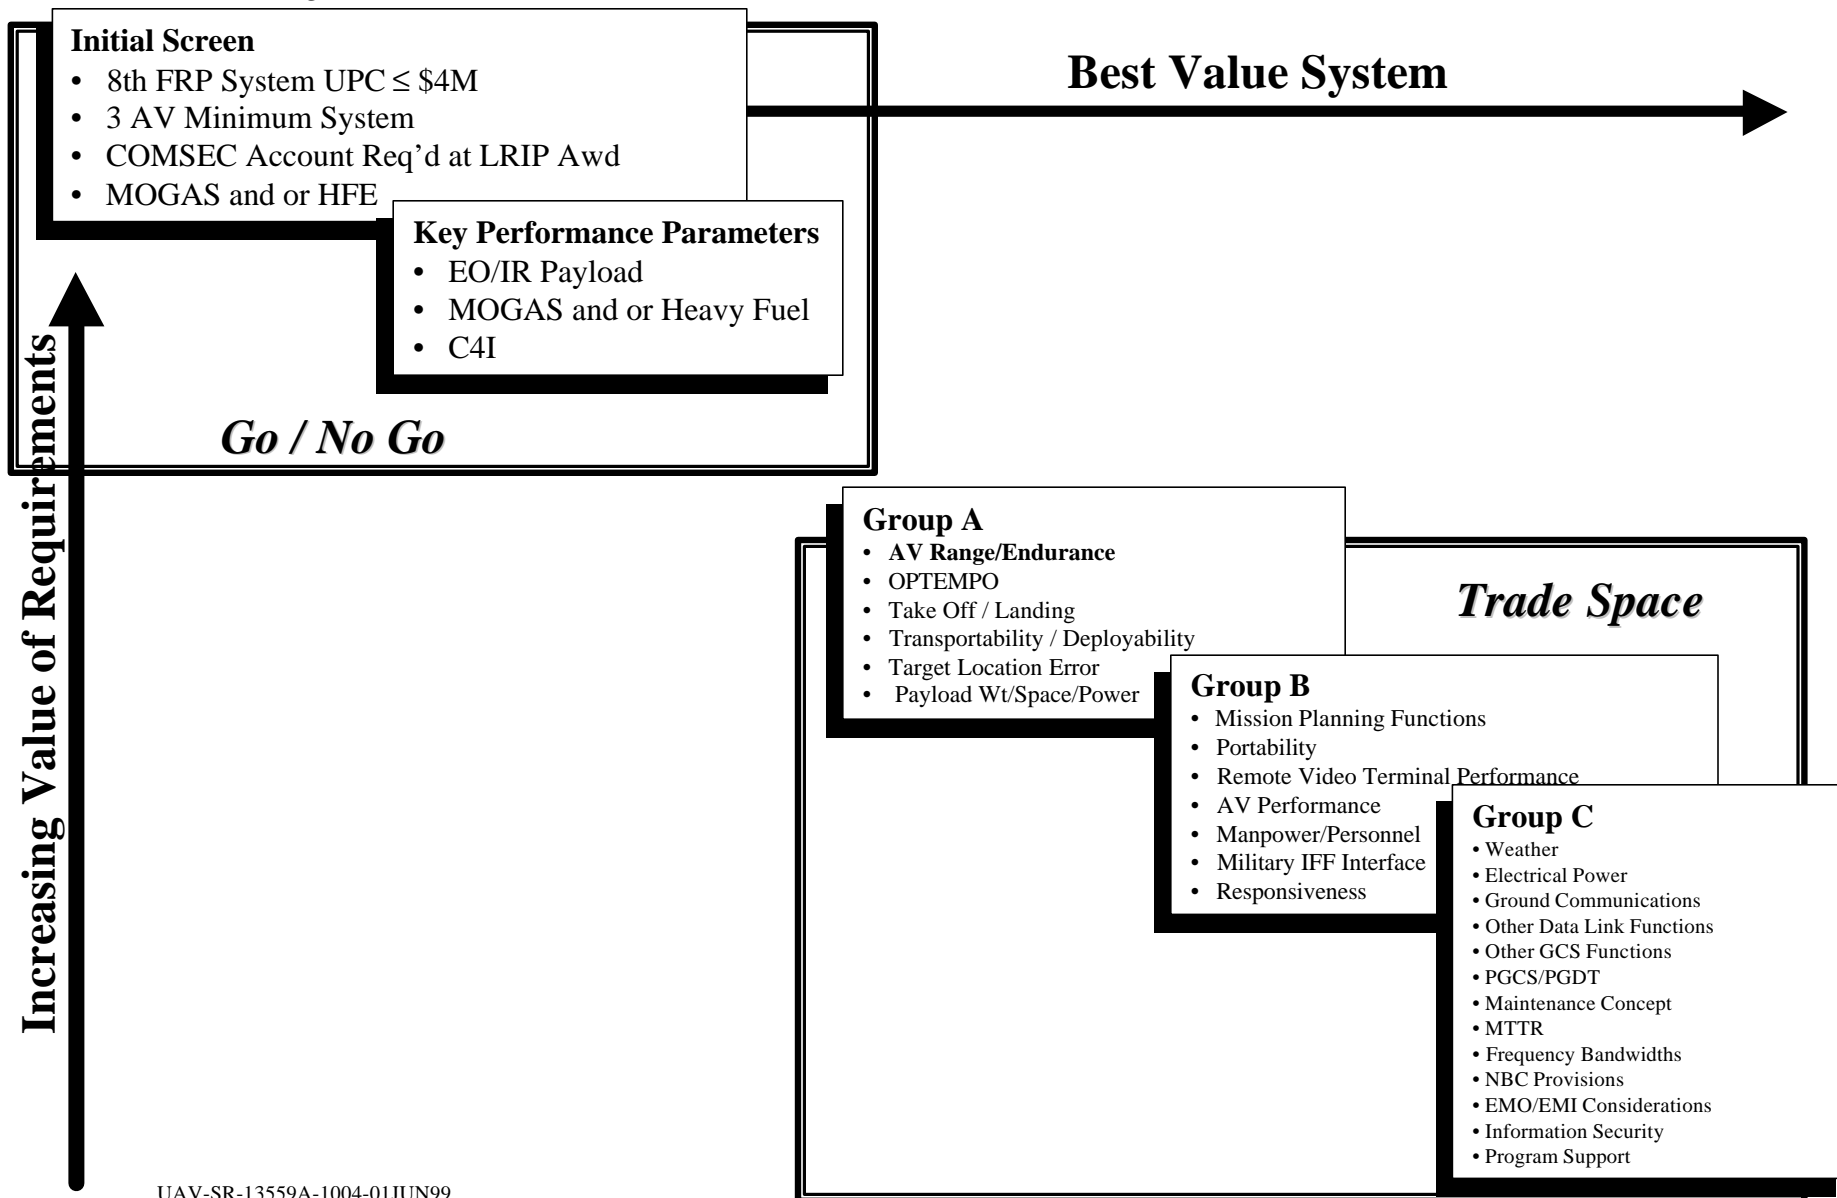 Initial Screen
• 8th FRP System UPC ≤ $4M
• 3 AV Minimum System
• COMSEC Account Req’d at LRIP Awd
• MOGAS and or HFE
Best Value System
Key Performance Parameters
• EO/IR Payload
• MOGAS and or Heavy Fuel
• C4I
Go / No Go
Increasing Value of Requirements
Group A
• AV Range/Endurance
• OPTEMPO
• Take Off / Landing
• Transportability / Deployability
• Target Location Error
• Payload Wt/Space/Power
Trade Space
Group B
• Mission Planning Functions
• Portability
• Remote Video Terminal Performance
• AV Performance
• Manpower/Personnel
• Military IFF Interface
• Responsiveness
Group C
• Weather
• Electrical Power
• Ground Communications
• Other Data Link Functions
• Other GCS Functions
• PGCS/PGDT
• Maintenance Concept
• MTTR
• Frequency Bandwidths
• NBC Provisions
• EMO/EMI Considerations
• Information Security
• Program Support
UAV-SR-13559A-1004-01JUN99